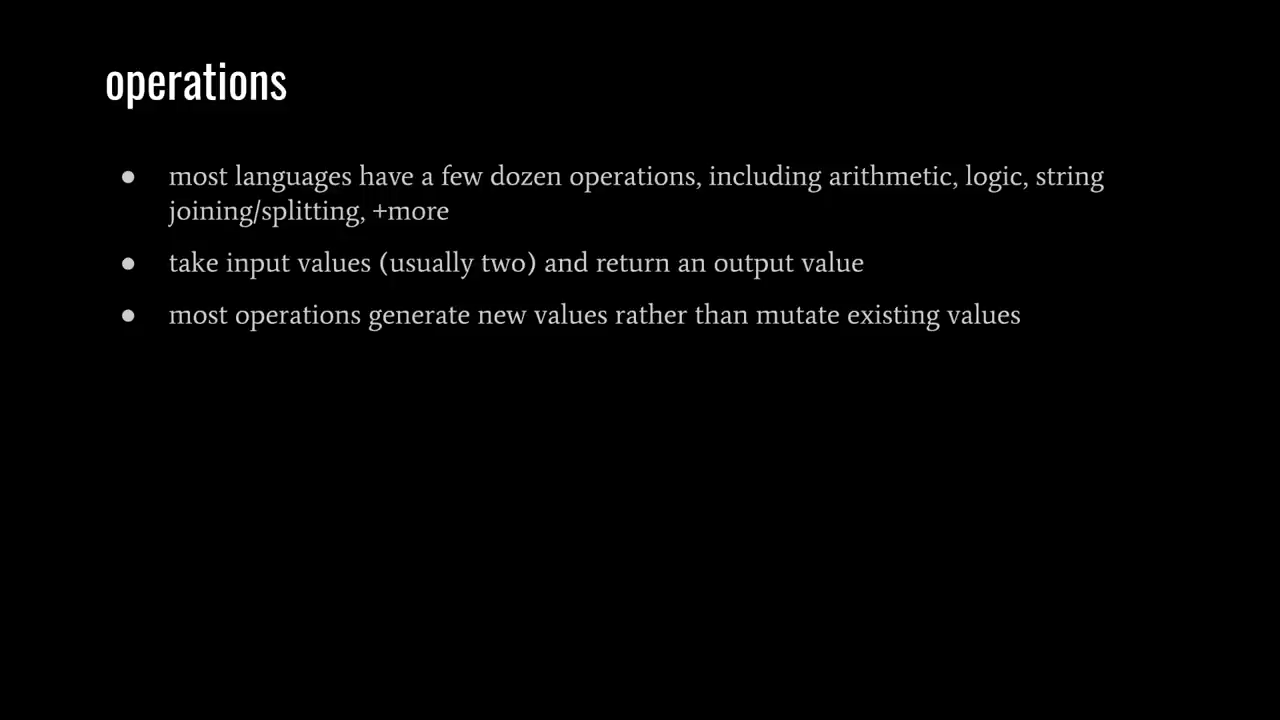 operations
● most languages have a few dozen operations, including arithmetic, logic, string
joining/splitting, +more
● take input values (usually two) and return an output value
● most operations generate new values rather than mutate existing values